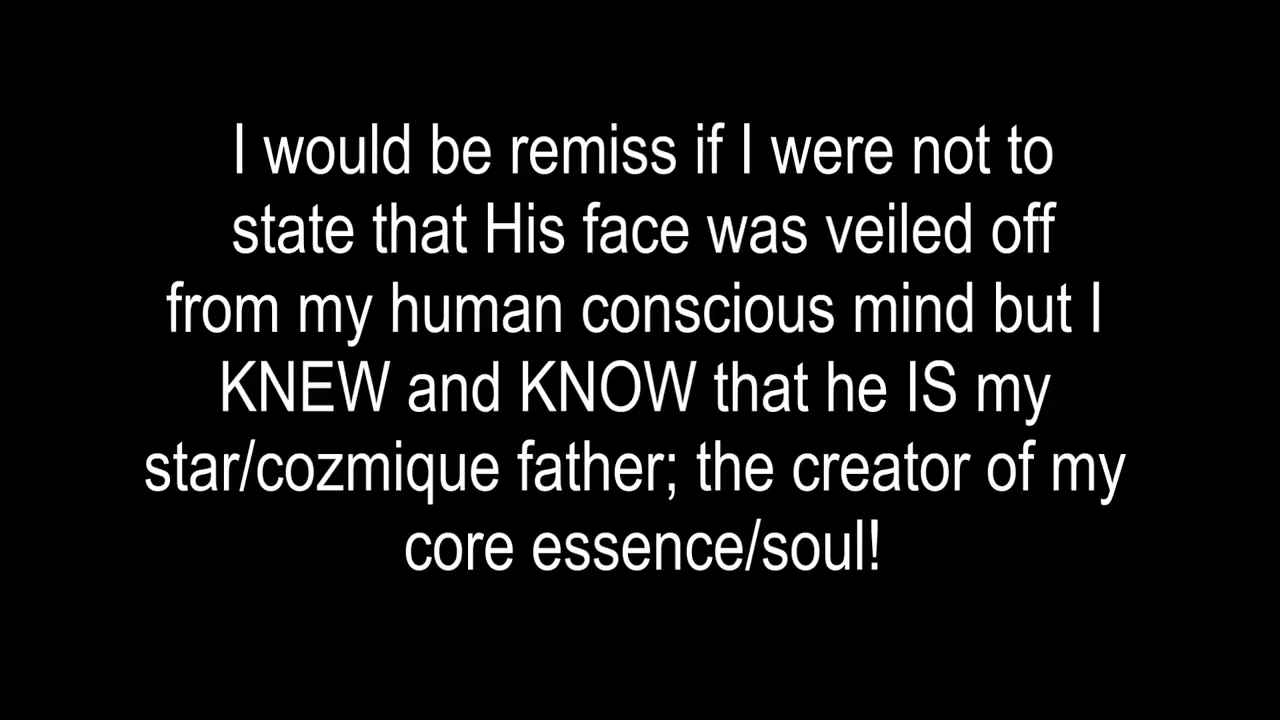 I would be remiss if I were not to
state that His face was veiled off
from my human conscious mind but I
KNEW and KNOW that he IS my
star/cozmique father; the creator of my
core essence/soul!